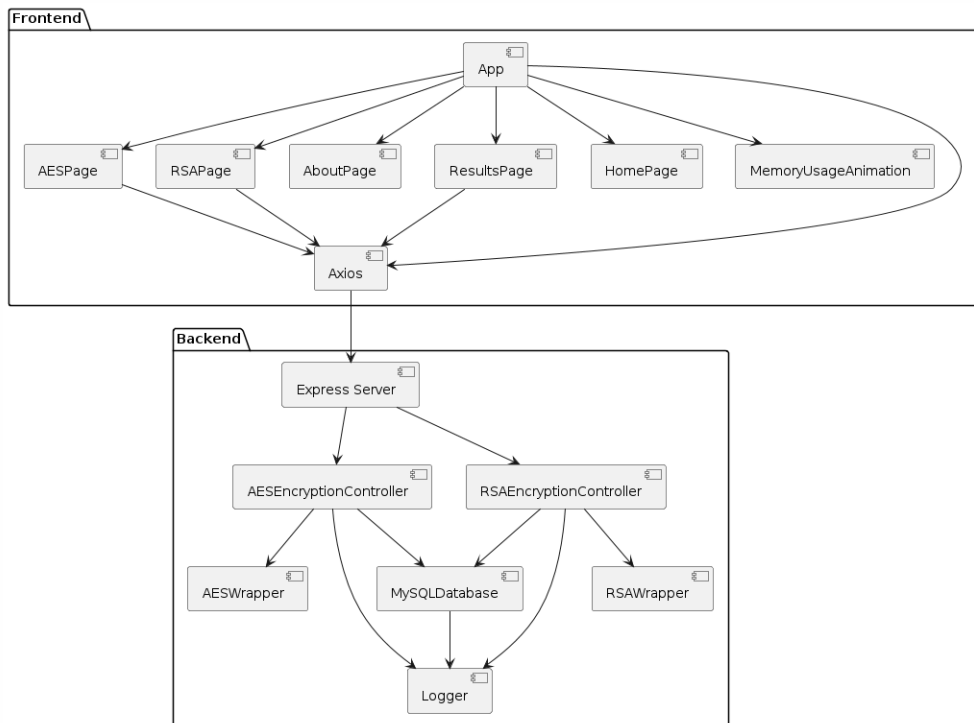 Frontend
App
AESPage
RSAPage
AboutPage
ResultsPage
HomePage
MemoryUsageAnimation
Axios
Backend
Express Server
AESEncryptionController
RSAEncryptionController
AESWrapper
MySQLDatabase
RSAWrapper
Logger